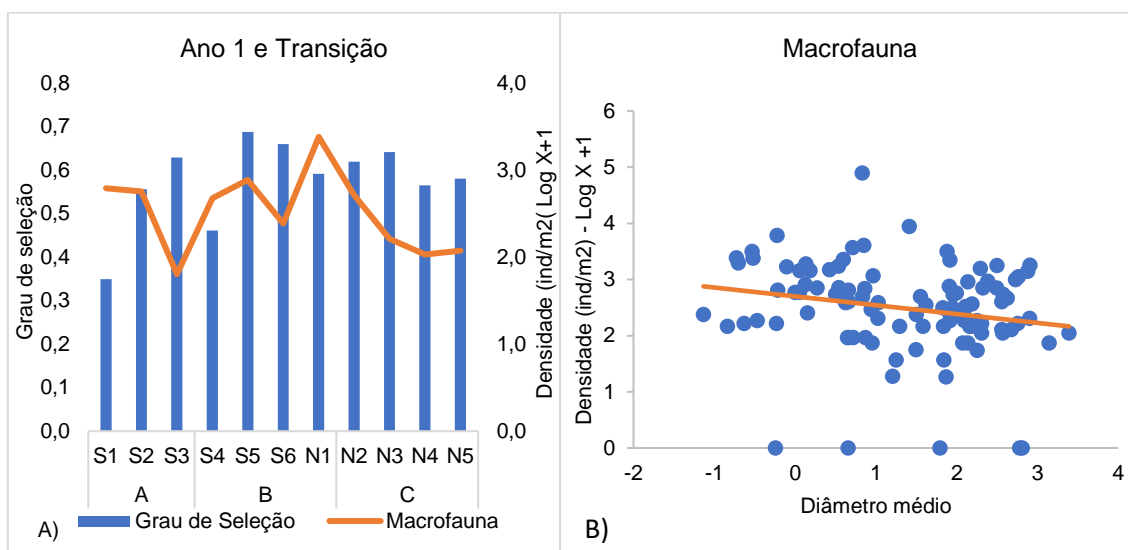 Ano 1 e Transição
Grau de seleção
0,8
0,7
0,6
0,5
0,4
0,3
0,2
0,1
0,0
4,0
3,0
2,0
1,0
0,0
Densidade (ind/m2( Log X+1
S1 S2 S3 S4 S5 S6 N1 N2 N3 N4 N5
A B C
A) Grau de Seleção Macrofauna
Macrofauna
Densidade (ind/m2) - Log X +1
6
5
4
3
2
1
0
-2 -1 0 1 2 3 4
Diâmetro médio
B)